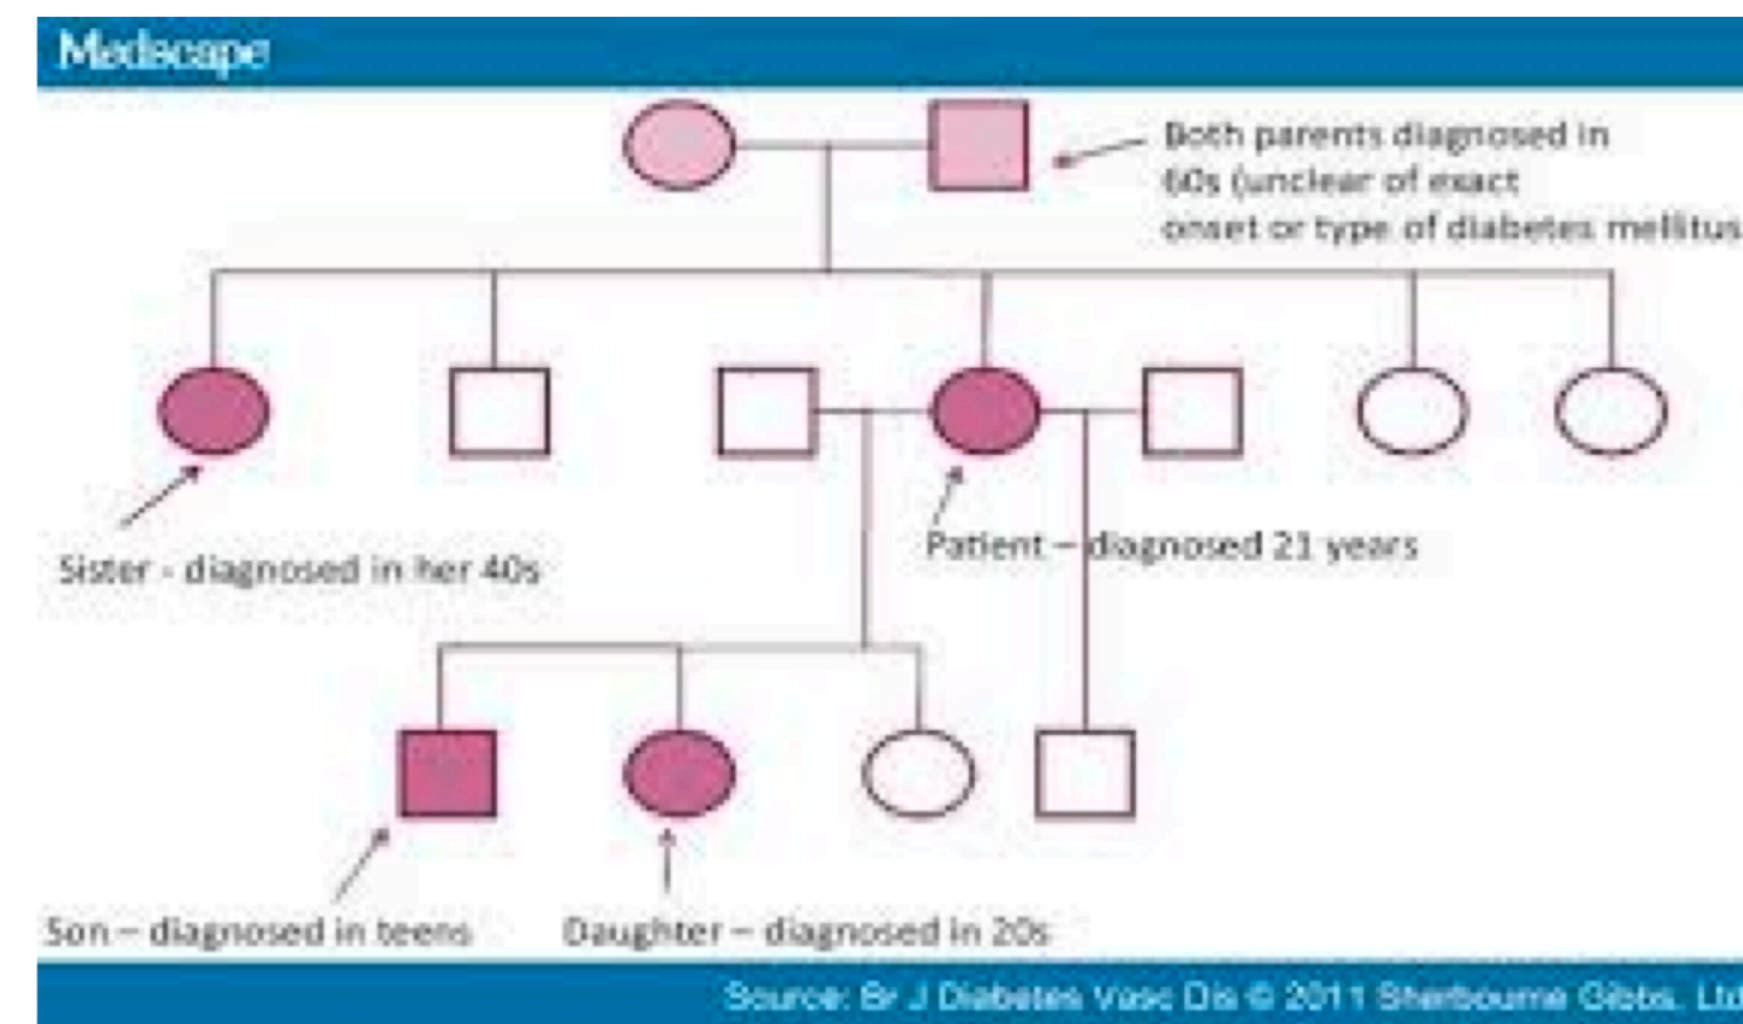 Medscape
Both parents diagnosed in
60s (unclear of exact
onset or type of diabetes mellitus
Patient – diagnosed 21 years
Sister - diagnosed in her 40s
Son – diagnosed in teens
Daughter – diagnosed in 20s
Source: Br J Diabetes Vasc Dis © 2011 Sherbourne Gibbs, Ltd